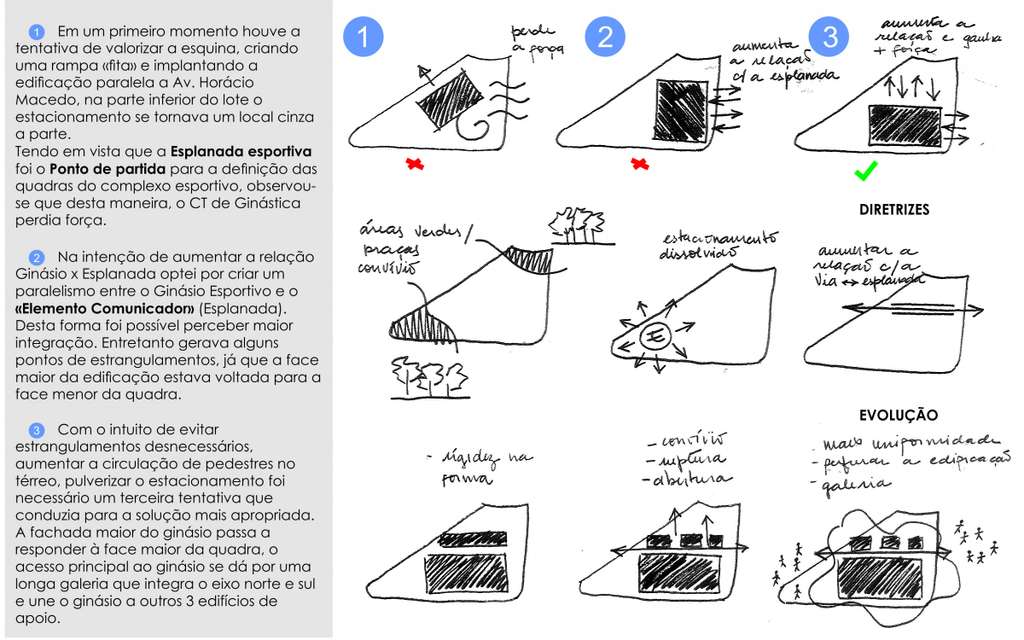 1 Em um primeiro momento houve a
tentativa de valorizar a esquina, criando
uma rampa «fita» e implantando a
edificação paralela a Av. Horácio
Macedo, na parte inferior do lote o
estacionamento se tornava um local cinza
a parte.
Tendo em vista que a Esplanada esportiva
foi o Ponto de partida para a definição das
quadras do complexo esportivo, observou-
se que desta maneira, o CT de Ginástica
perdia força.
2 Na intenção de aumentar a relação
Ginásio x Esplanada optei por criar um
paralelismo entre o Ginásio Esportivo e o
«Elemento Comunicador» (Esplanada).
Desta forma foi possível perceber maior
integração. Entretanto gerava alguns
pontos de estrangulamentos, já que a face
maior da edificação estava voltada para a
face menor da quadra.
3 Com o intuito de evitar
estrangulamentos desnecessários,
aumentar a circulação de pedestres no
térreo, pulverizar o estacionamento foi
necessário um terceira tentativa que
conduzia para a solução mais apropriada.
A fachada maior do ginásio passa a
responder à face maior da quadra, o
acesso principal ao ginásio se dá por uma
longa galeria que integra o eixo norte e sul
e une o ginásio a outros 3 edifícios de
apoio.
1
perde
a força
2
aumenta
a relação
c/ a esplanada
3
aumenta a
relação e ganha
+ força
DIRETRIZES
áreas verdes/
praças
convívio
estacionamento
dissolvido
E
aumentar a
relação c/ a
via ↔ esplanada
EVOLUÇÃO
- rigidez na
forma
- convívio
- ruptura
- abertura
- mais uniformidade
- perfurar a edificação
- galeria